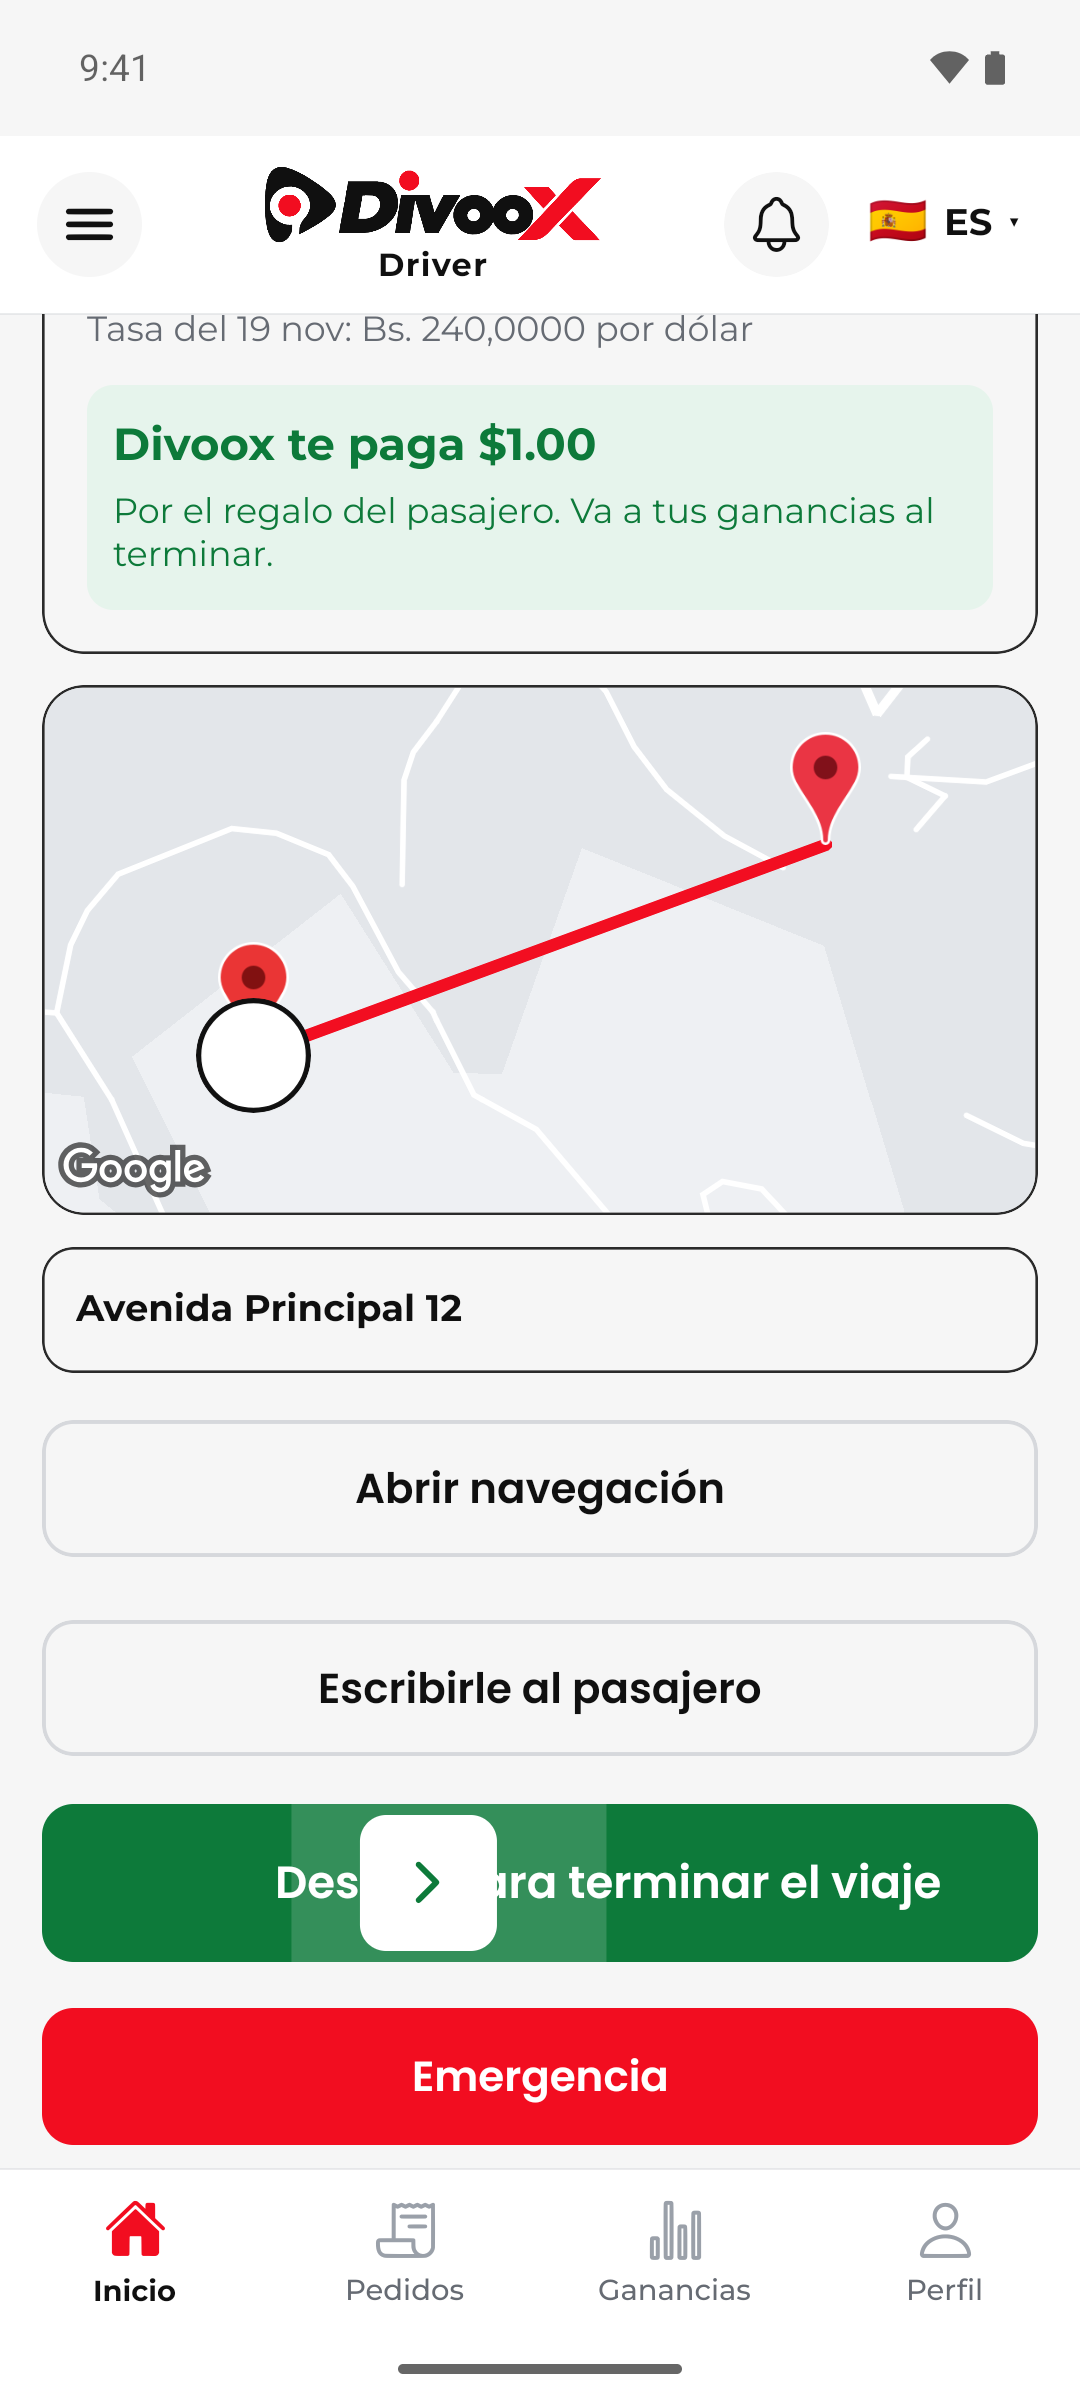 9:41
DivooX
Driver
ES
Tasa del 19 nov: Bs. 240,0000 por dólar
Divoox te paga $1.00
Por el regalo del pasajero. Va a tus ganancias al
terminar.
Google
Avenida Principal 12
Abrir navegación
Escribirle al pasajero
Des ara terminar el viaje
Emergencia
Inicio
Pedidos
Ganancias
Perfil